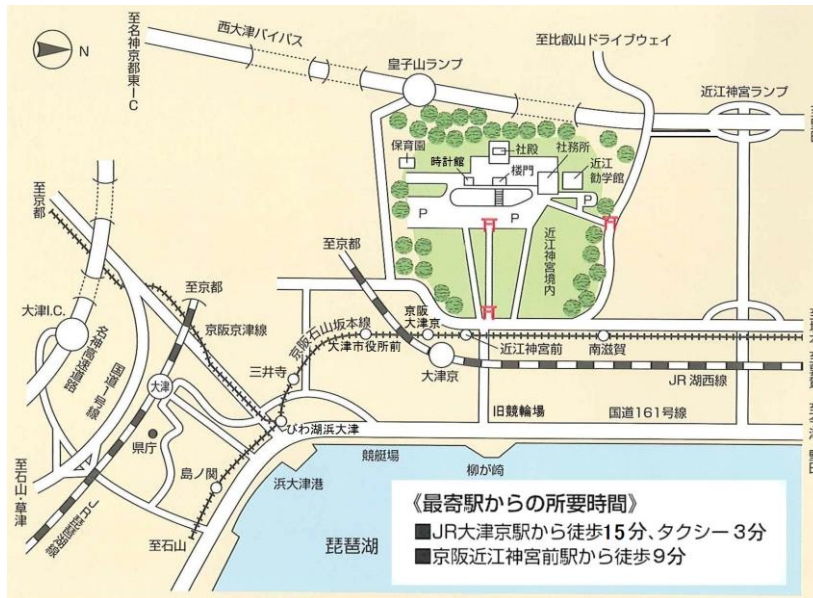 N
至名神京都東IC
西大津バイパス
皇子山ランプ
至比叡山ドライブウェイ
近江神宮ランプ
保育園
社殿
社務所
時計館
楼門
近江
勧学館
P
P
P
近江神宮境内
至京都
至京都
至京都
大津I.C.
名神高速道路
国道1号線
京阪京津線
京阪石山坂本線
大津市役所前
京阪
大津京
近江神宮前
南滋賀
三井寺
大津京
JR湖西線
大津
旧競輪場
国道161号線
びわ湖浜大津
県庁
島ノ関
競艇場
柳が崎
浜大津港
至石山・草津
JR琵琶湖線
至石山
琵琶湖
《最寄駅からの所要時間》
■JR大津京駅から徒歩15分、タクシー3分
■京阪近江神宮前駅から徒歩9分